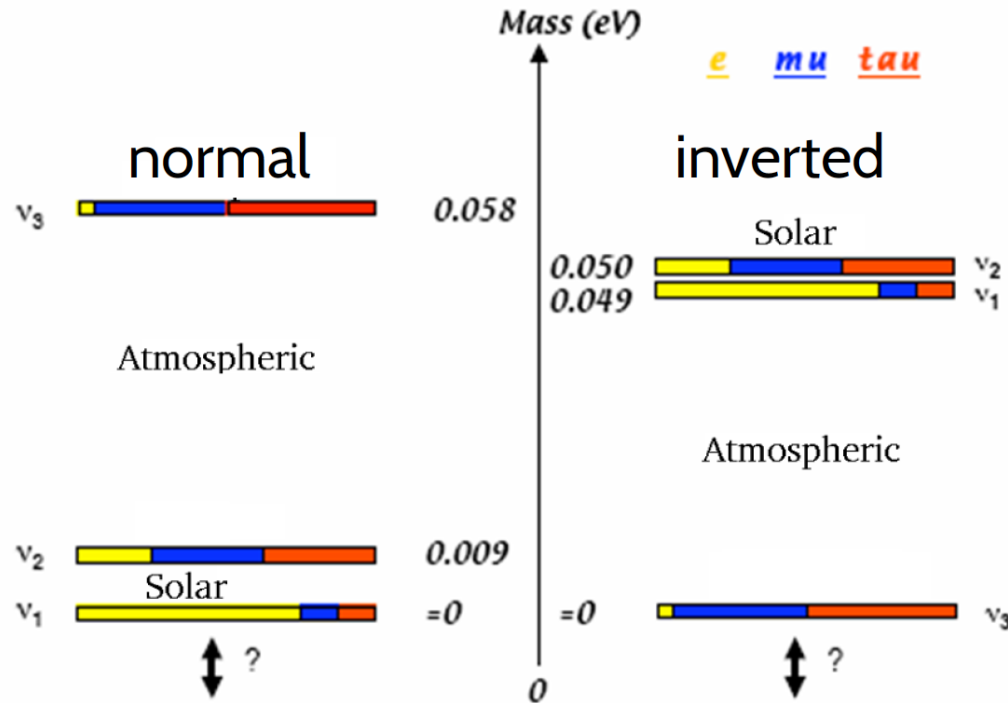 Mass (eV)
e mu tau
normal
inverted
ν3
0.058
Solar
0.050
ν2
0.049
ν1
Atmospheric
Atmospheric
ν2
0.009
Solar
ν1
=0
=0
ν3
?
?
0